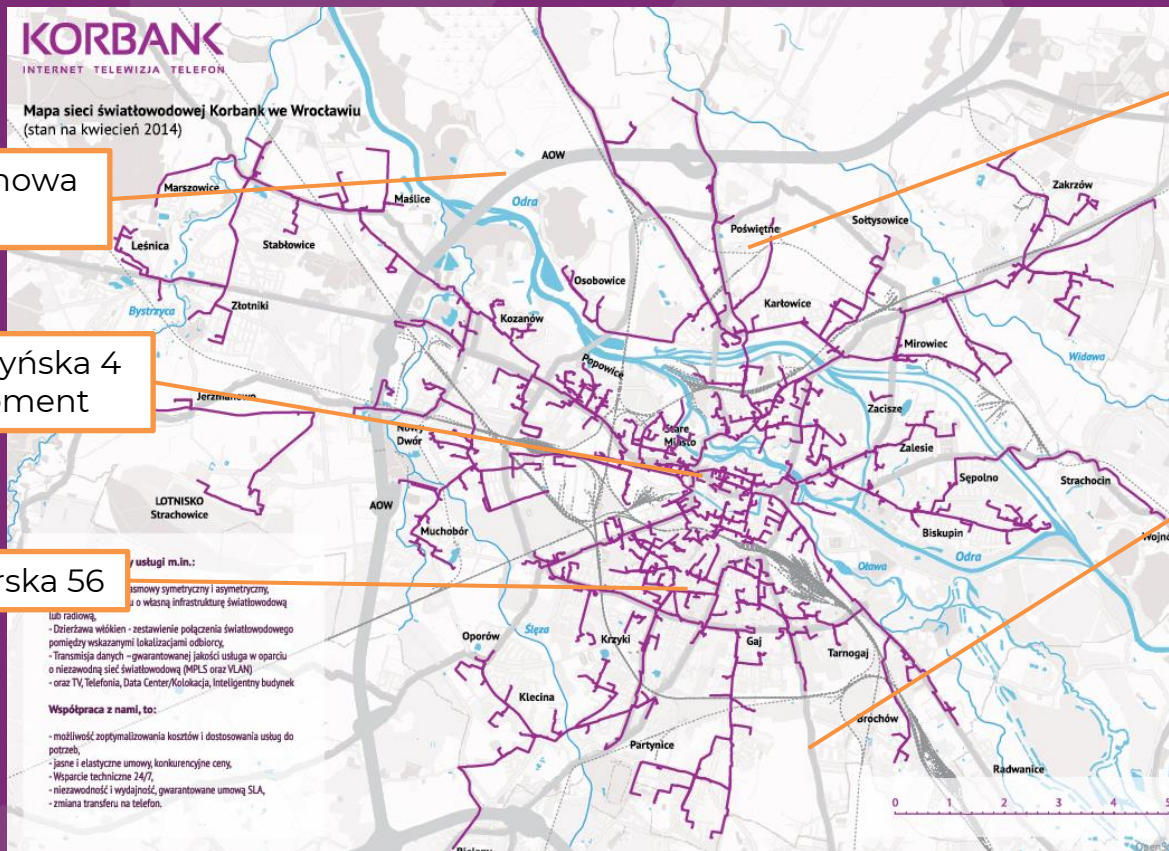 KORBANK
INTERNET TELEWIZJA TELEFON
Mapa sieci światłowodowej Korbank we Wrocławiu
(stan na kwiecień 2014)
nowa
yńska 4
oment
rska 56
AOW
Marszowice
Maślice
Odra
Poświętne
Sołtysowice
Zakrzów
Leśnica
Stabłowice
Osobowice
Karłowice
Bystrzyca
Złotniki
Kozanów
Popowice
Mirowiec
Widawa
Jerzmanowo
Nowy
Dwór
Stare
Miasto
Zacisze
Zalesie
Sępolno
Strachocin
LOTNISKO
Strachowice
AOW
Muchobór
Biskupin
Odra
Wojnó
Oława
Oporów
Ślęza
Krzyki
Gaj
Tarnogaj
Klecina
Partynice
Brochów
Radwanice
Bielany
y usługi m.in.:
asmowy symetryczny i asymetryczny,
u o własną infrastrukturę światłowodową
lub radiową,
- Dzierżawa włókien - zestawienie połączenia światłowodowego
pomiędzy wskazanymi lokalizacjami odbiorcy,
- Transmisja danych – gwarantowanej jakości usługa w oparciu
o niezawodną sieć światłowodową (MPLS oraz VLAN)
- oraz TV, Telefonia, Data Center/Kolokacja, Inteligentny budynek
Współpraca z nami, to:
- możliwość zoptymalizowania kosztów i dostosowania usług do
potrzeb,
- jasne i elastyczne umowy, konkurencyjne ceny,
- Wsparcie techniczne 24/7,
- niezawodność i wydajność, gwarantowane umową SLA,
- zmiana transferu na telefon.
0 1 2 3 4 5
OpenS